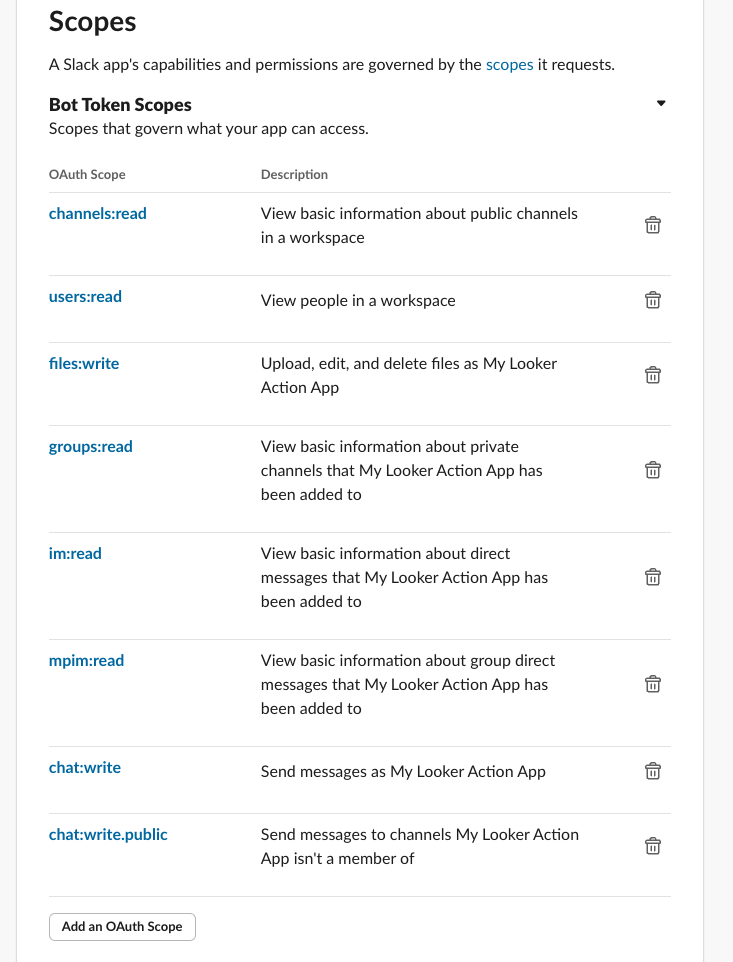 Scopes
A Slack app's capabilities and permissions are governed by the scopes it requests.
Bot Token Scopes
Scopes that govern what your app can access.
OAuth Scope Description
channels:read View basic information about public channels
in a workspace
users:read View people in a workspace
files:write Upload, edit, and delete files as My Looker
Action App
groups:read View basic information about private
channels that My Looker Action App has
been added to
im:read View basic information about direct
messages that My Looker Action App has
been added to
mpim:read View basic information about group direct
messages that My Looker Action App has
been added to
chat:write Send messages as My Looker Action App
chat:write.public Send messages to channels My Looker Action
App isn't a member of
Add an OAuth Scope